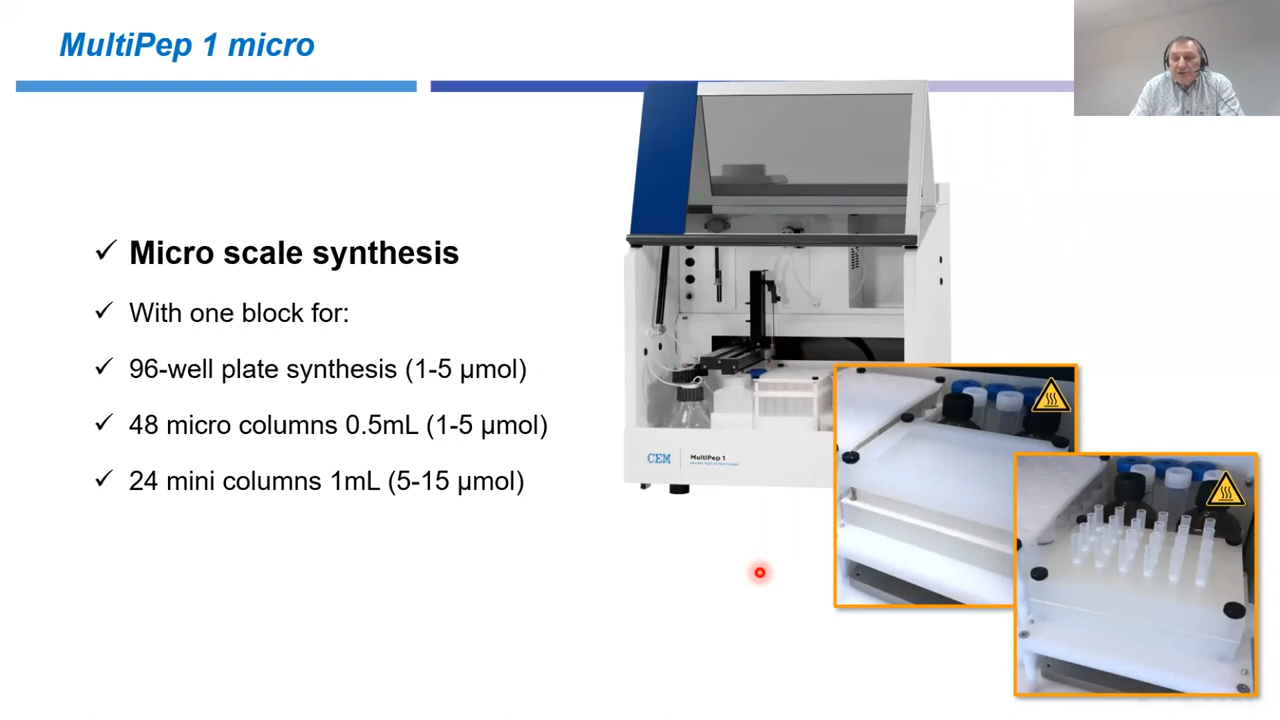 MultiPep 1 micro
✓ Micro scale synthesis
✓ With one block for:
✓ 96-well plate synthesis (1-5 µmol)
✓ 48 micro columns 0.5mL (1-5 µmol)
✓ 24 mini columns 1mL (5-15 µmol)
CEM
MultiPep 1